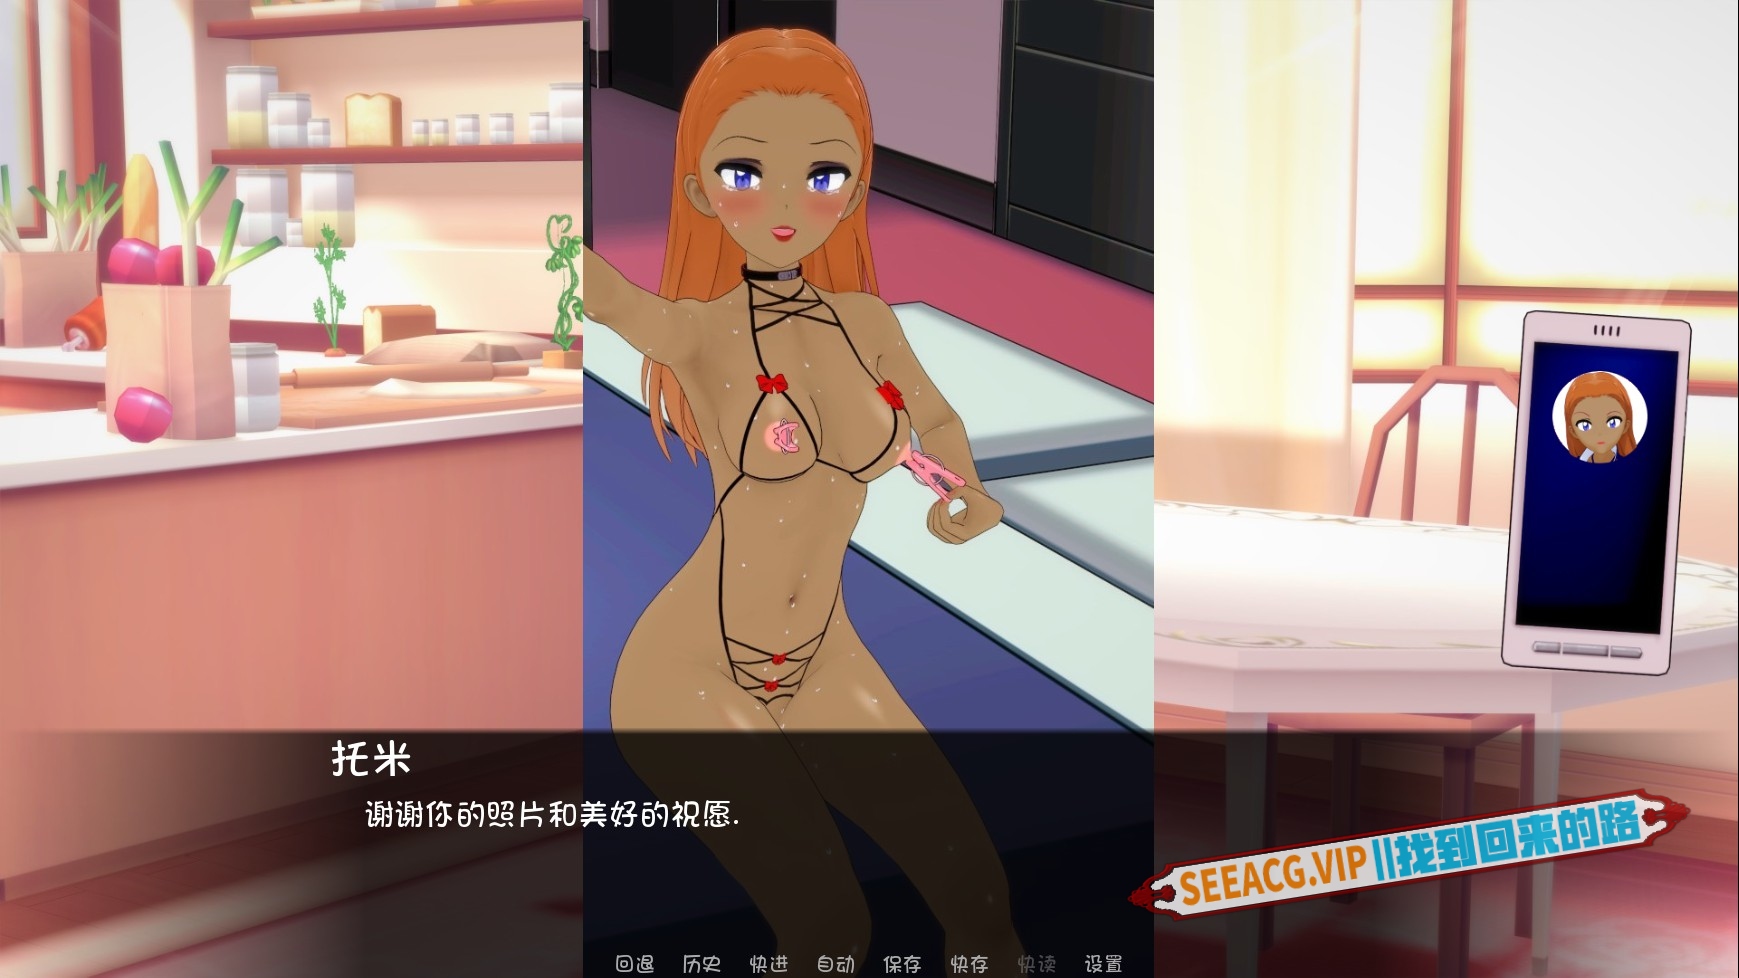 托米
谢谢你的照片和美好的祝愿.
SEEACG.VIP||找到回来的路
回退 历史 快进 自动 保存 快存 快读 设置